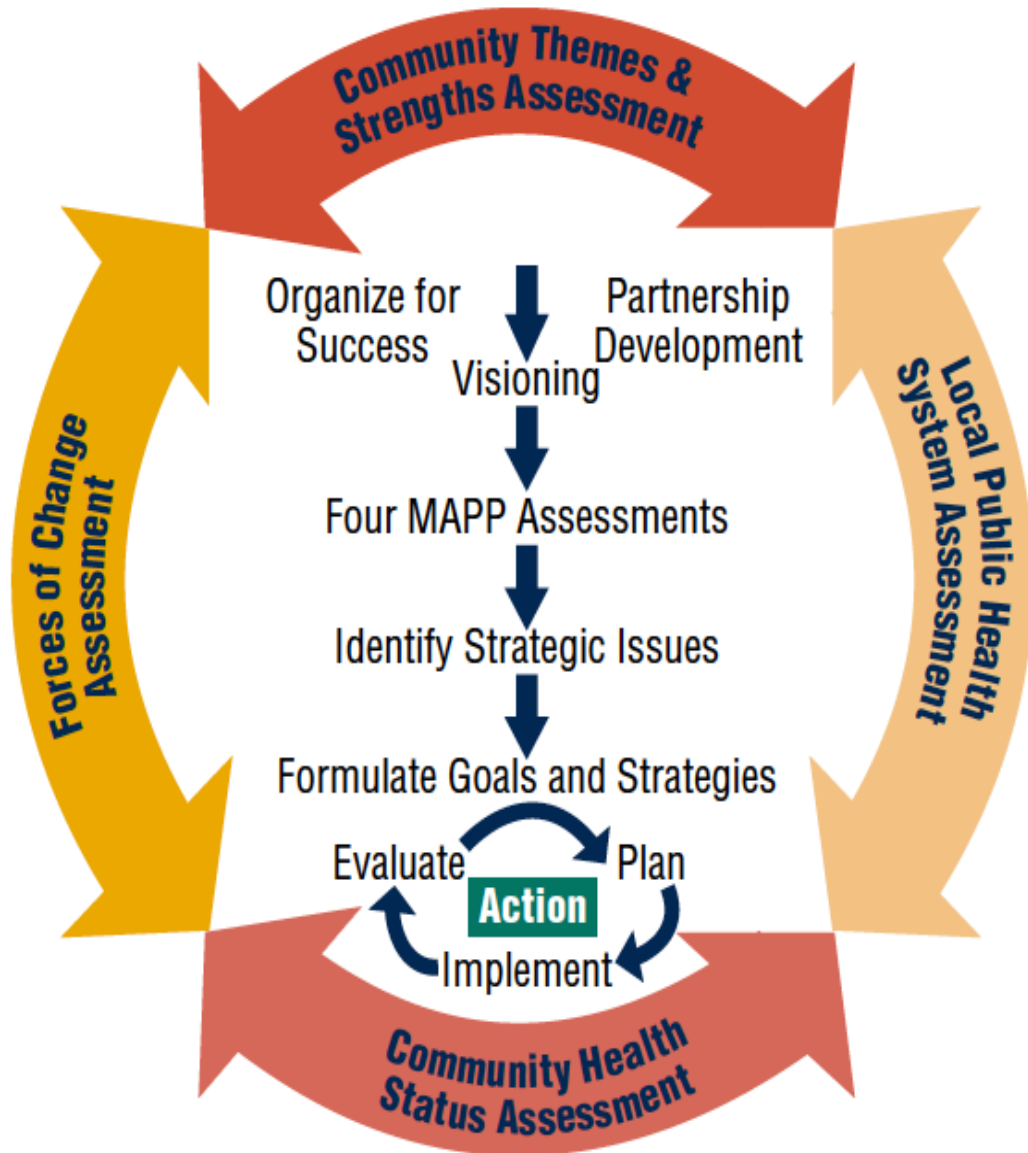 Community Themes &
Strengths Assessment
Organize for
Success
Partnership
Development
Visioning
Four MAPP Assessments
Identify Strategic Issues
Formulate Goals and Strategies
Evaluate
Plan
Action
Implement
Forces of Change
Assessment
Local Public Health
System Assessment
Community Health
Status Assessment